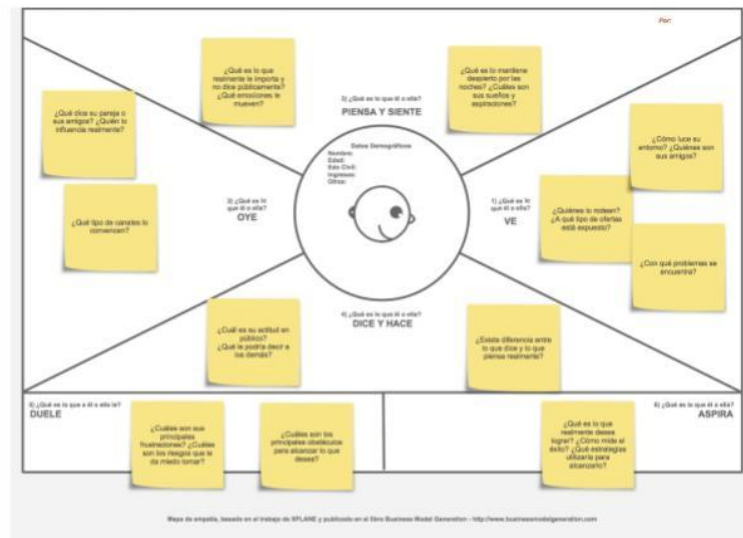 Por:
¿Qué es lo que
realmente le importa y
no dice públicamente?
¿Qué emociones le
mueven?
¿Qué es lo mantiene
despierto por las
noches? ¿Cuáles son
sus sueños y
aspiraciones?
3) ¿Qué es lo que él o ella?
PIENSA Y SIENTE
¿Qué dice su pareja o
sus amigos? ¿Quién lo
influencia realmente?
¿Cómo luce su
entorno? ¿Quiénes son
sus amigos?
Datos Demográficos
Nombre:
Edad:
Esto Civil:
Ingresos:
Otros:
2) ¿Qué es lo
que él o ella?
OYE
1) ¿Qué es lo
que él o ella?
VE
¿Qué tipo de canales lo
convencen?
¿Quiénes lo rodean?
¿A qué tipo de ofertas
está expuesto?
¿Con qué problemas se
encuentra?
4) ¿Qué es lo que él o ella?
DICE Y HACE
¿Cuál es su actitud en
público?
¿Qué le podría decir a
los demás?
¿Existe diferencia entre
lo que dice y lo que
piensa realmente?
5) ¿Qué es lo que a él o ella le?
DUELE
¿Cuáles son sus
principales
frustraciones? ¿Cuáles
son los riesgos que le
da miedo tomar?
¿Cuáles son los
principales obstáculos
para alcanzar lo que
desea?
6) ¿Qué es lo que él o ella?
ASPIRA
¿Qué es lo que
realmente desea
lograr? ¿Cómo mide el
éxito? ¿Qué estrategias
utilizaría para
alcanzarlo?
Mapa de empatía, basado en el trabajo de XPLANE y publicado en el libro Business Model Generation - http://www.businessmodelgeneration.com